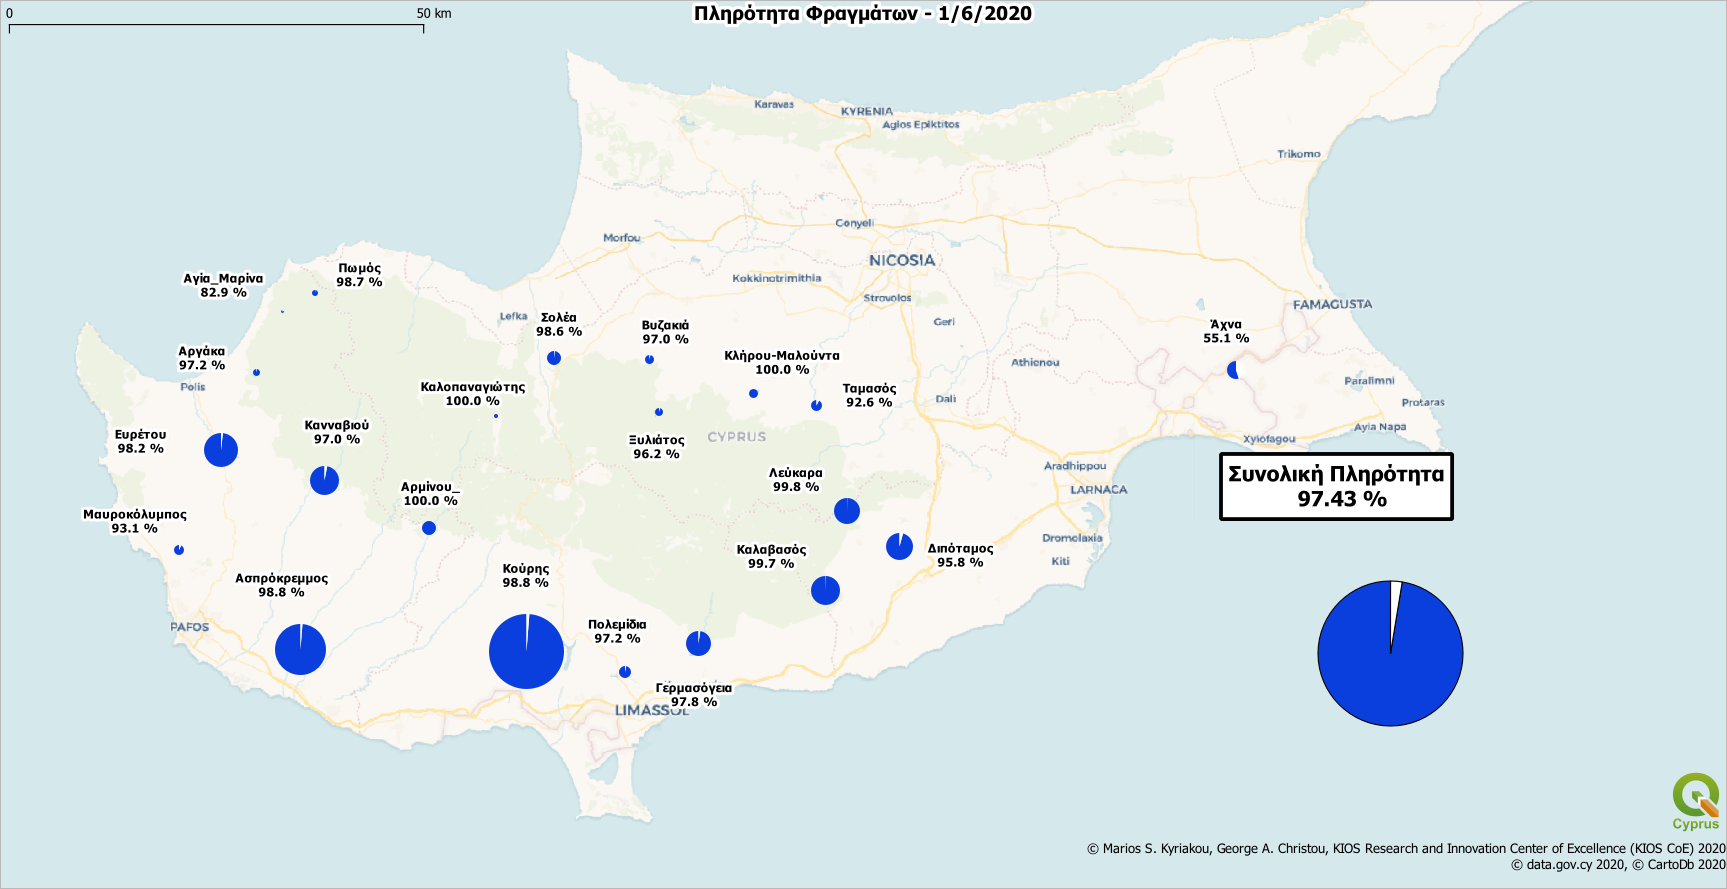 0
50 km
Πληρότητα Φραγμάτων - 1/6/2020
Karavas
KYRENIA
Agios Epiktitos
Trikomo
Conyeli
Morfou
NICOSIA
Kokkinotrimithia
Strovolos
Geri
FAMAGUSTA
Πωμός
98.7 %
Αγία_Μαρίνα
82.9 %
Lefka
Σολέα
98.6 %
Βυζακιά
97.0 %
Άχνα
55.1 %
Αργάκα
97.2 %
Polis
Κλήρου-Μαλούντα
100.0 %
Athienou
Καλοπαναγιώτης
100.0 %
Ταμασός
92.6 %
Dali
Paralimni
Protaras
Ayia Napa
Xylofagou
Ευρέτου
98.2 %
Κανναβιού
97.0 %
Ξυλιάτος
96.2 %
CYPRUS
Λεύκαρα
99.8 %
Aradhippou
LARNACA
Συνολική Πληρότητα
97.43 %
Αρμίνου_
100.0 %
Μαυροκόλυμπος
93.1 %
Dromolaxia
Kiti
Καλαβασός
99.7 %
Διπόταμος
95.8 %
Ασπρόκρεμμος
98.8 %
Κούρης
98.8 %
PAFOS
Πολεμίδια
97.2 %
Γερμασόγεια
97.8 %
LIMASSOL
Cyprus
© Marios S. Kyriakou, George A. Christou, KIOS Research and Innovation Center of Excellence (KIOS CoE) 2020
© data.gov.cy 2020, © CartoDb 2020